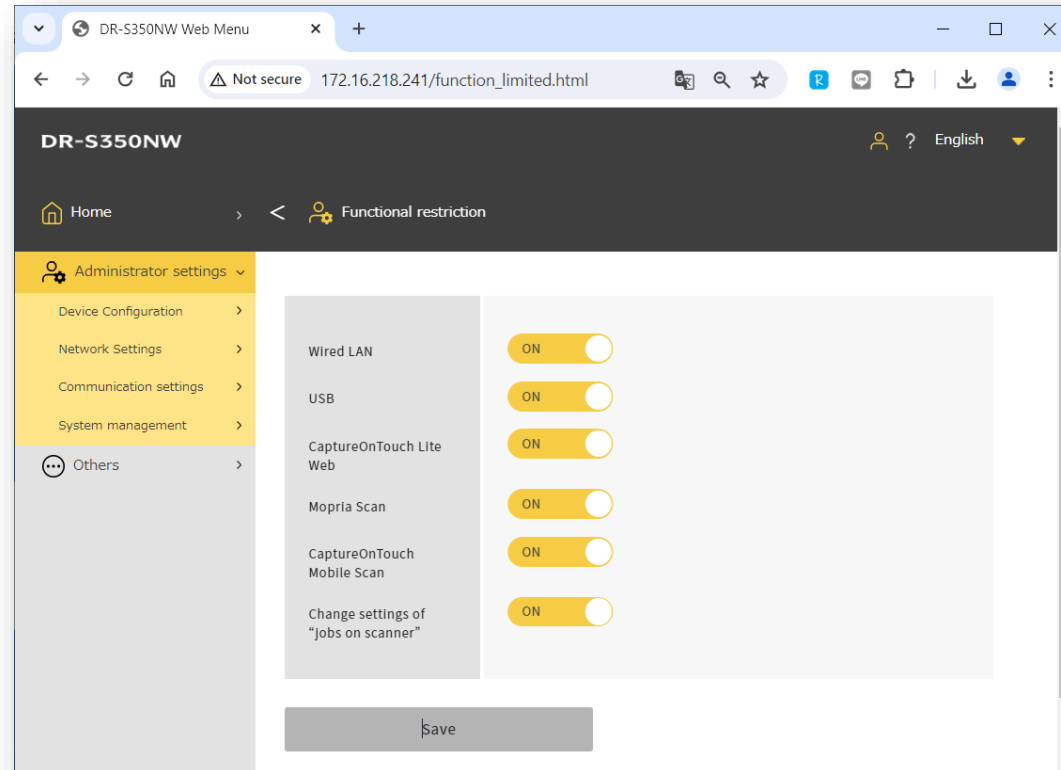 DR-S350NW Web Menu
Not secure 172.16.218.241/function_limited.html
DR-S350NW
? English
Home
< Functional restriction
Administrator settings
Device Configuration
Network Settings
Communication settings
System management
Others
Wired LAN ON
USB ON
CaptureOnTouch Lite ON
Web
Mopria Scan ON
CaptureOnTouch ON
Mobile Scan
Change settings of ON
“jobs on scanner”
Save